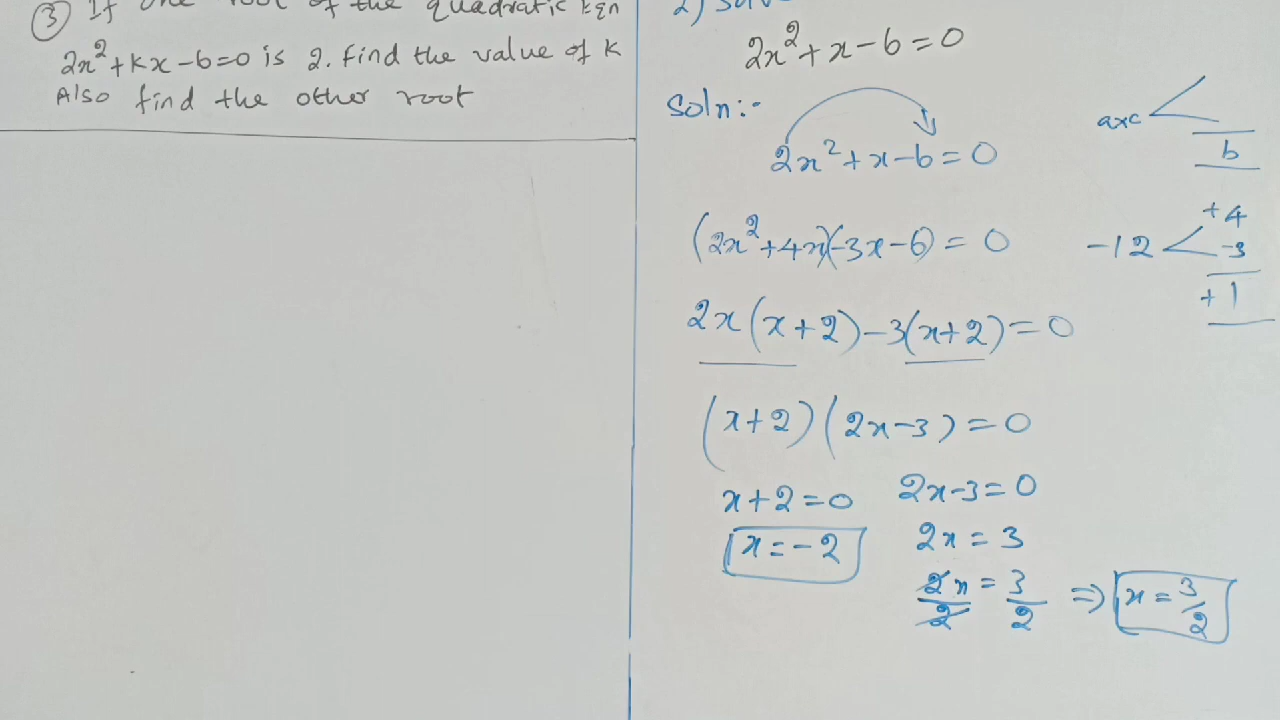 ③ If one root of the quadratic Eqn
2x²+kx-6=0 is 2. find the value of k
Also find the other root
2) Solve
2x²+x-6=0
Soln:-
2x²+x-6=0
axc
b
(2x²+4x)(-3x-6)=0
-12
+4
-3
+1
2x(x+2)-3(x+2)=0
(x+2)(2x-3)=0
x+2=0 2x-3=0
x=-2 2x=3
2x/2=3/2 => x=3/2